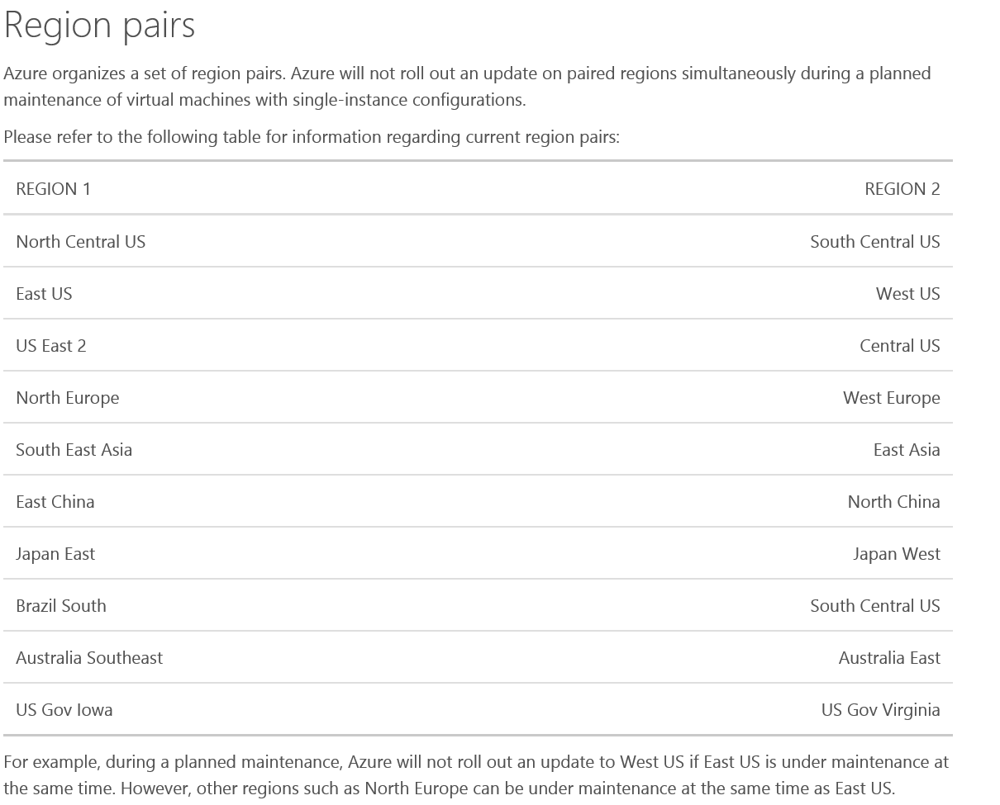 Region pairs
Azure organizes a set of region pairs. Azure will not roll out an update on paired regions simultaneously during a planned
maintenance of virtual machines with single-instance configurations.
Please refer to the following table for information regarding current region pairs:
REGION 1 REGION 2
North Central US South Central US
East US West US
US East 2 Central US
North Europe West Europe
South East Asia East Asia
East China North China
Japan East Japan West
Brazil South South Central US
Australia Southeast Australia East
US Gov Iowa US Gov Virginia
For example, during a planned maintenance, Azure will not roll out an update to West US if East US is under maintenance at
the same time. However, other regions such as North Europe can be under maintenance at the same time as East US.